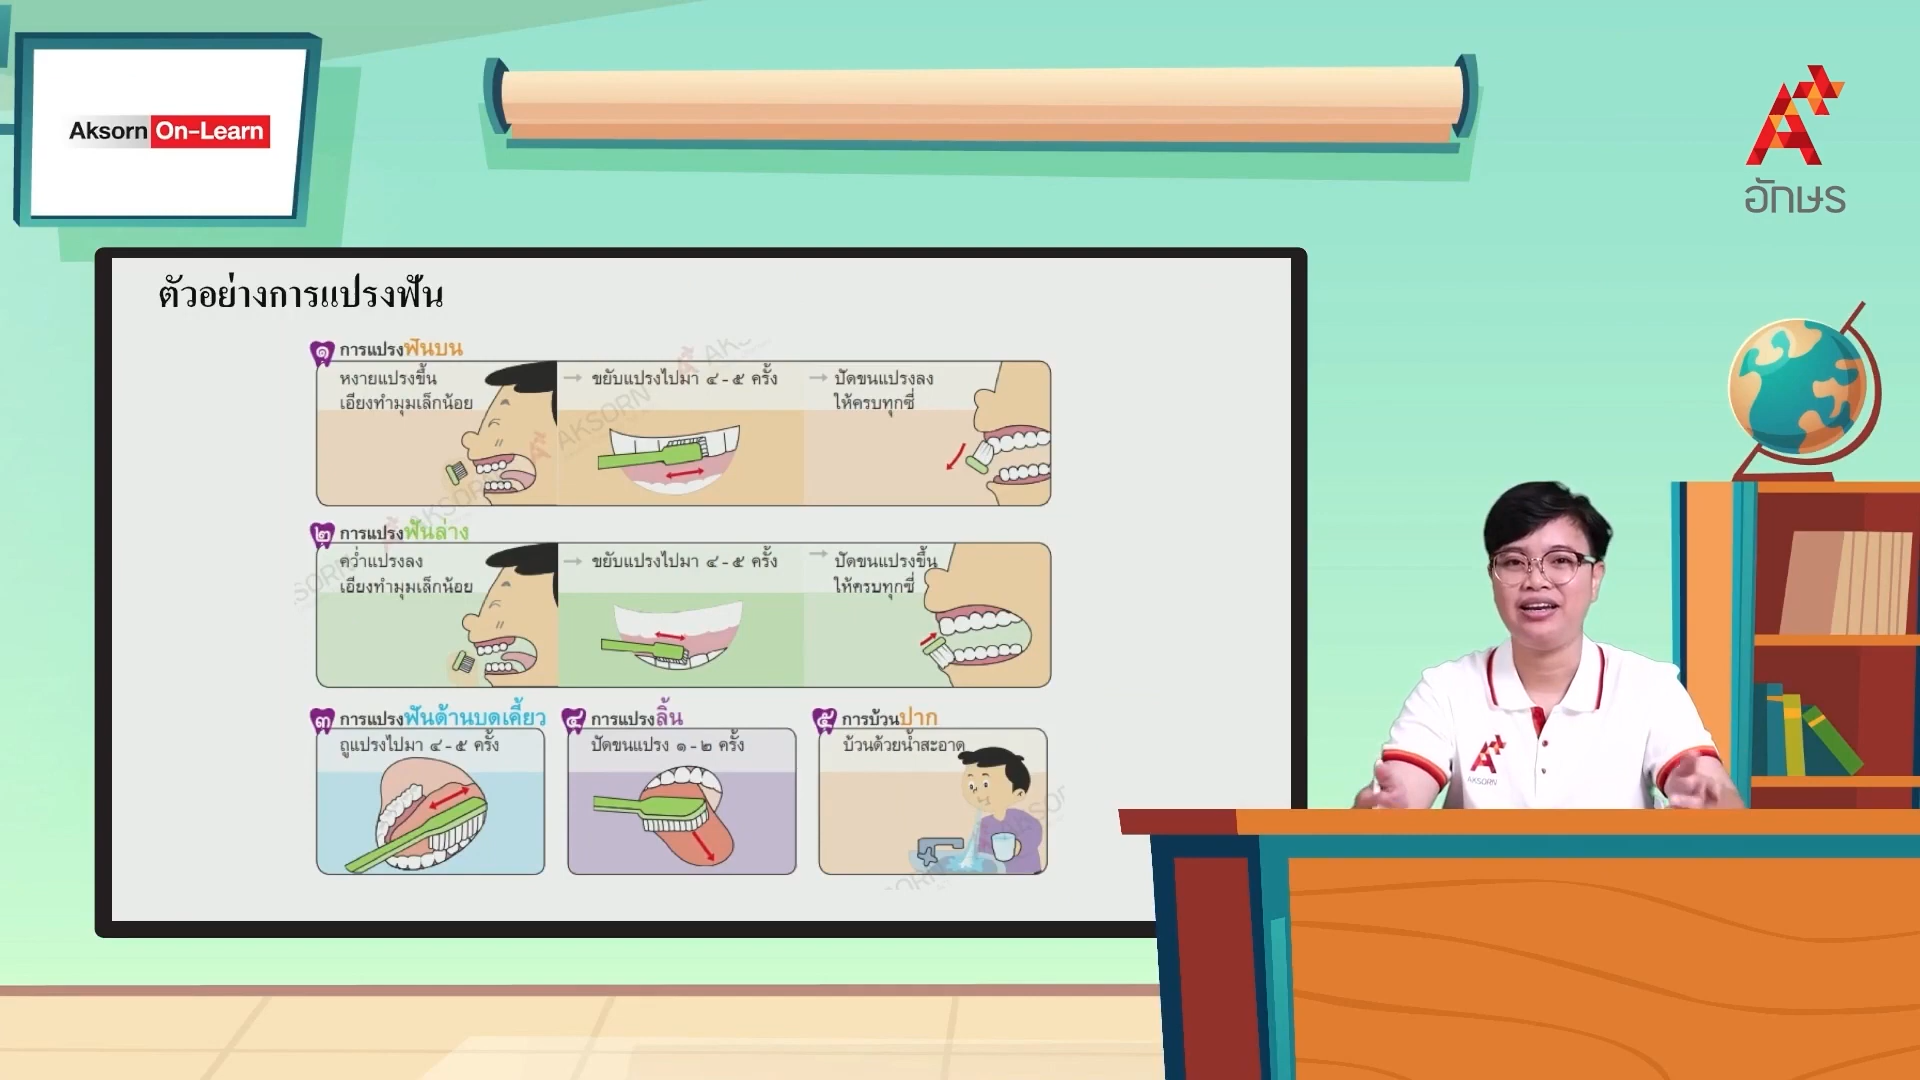 Aksorn On-Learn
อักษร
ตัวอย่างการแปรงฟัน
๑ การแปรงฟันบน
หงายแปรงขึ้น
เอียงทำมุมเล็กน้อย
→ ขยับแปรงไปมา ๔ - ๕ ครั้ง
→ ปัดขนแปรงลง
ให้ครบทุกซี่
๒ การแปรงฟันล่าง
คว่ำแปรงลง
เอียงทำมุมเล็กน้อย
→ ขยับแปรงไปมา ๔ - ๕ ครั้ง
→ ปัดขนแปรงขึ้น
ให้ครบทุกซี่
๓ การแปรงฟันด้านบดเคี้ยว
ถูแปรงไปมา ๔ - ๕ ครั้ง
๔ การแปรงลิ้น
ปัดขนแปรง ๑ - ๒ ครั้ง
๕ การบ้วนปาก
บ้วนด้วยน้ำสะอาด
AKSORN
AKSORN